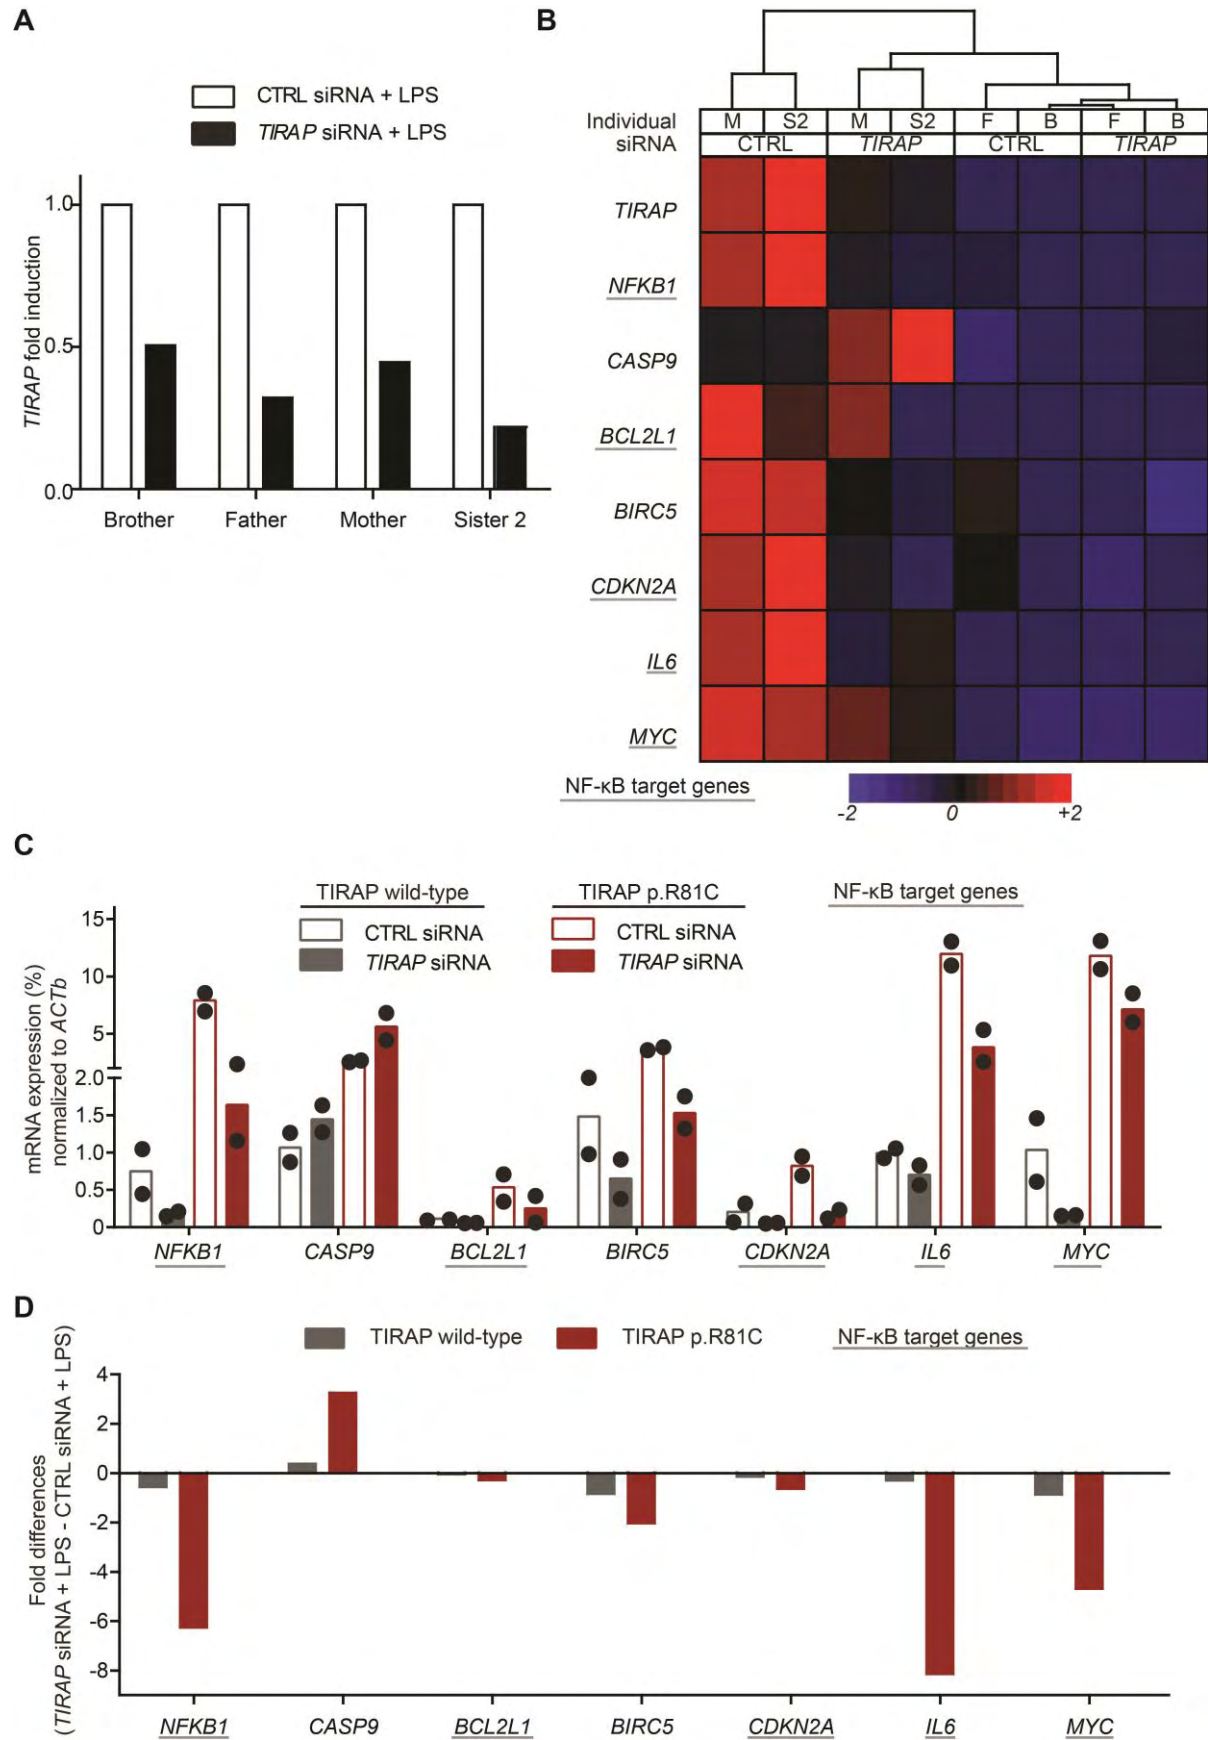 A
CTRL siRNA + LPS
TIRAP siRNA + LPS
TIRAP fold induction
1.0
0.5
0.0
Brother Father Mother Sister 2
B
Individual M S2 M S2 F B F B
siRNA CTRL TIRAP CTRL TIRAP
TIRAP
NFKB1
CASP9
BCL2L1
BIRC5
CDKN2A
IL6
MYC
NF-κB target genes
-2 0 +2
C
TIRAP wild-type TIRAP p.R81C NF-κB target genes
CTRL siRNA CTRL siRNA
TIRAP siRNA TIRAP siRNA
mRNA expression (%)
normalized to ACTb
15
10
5
2.0
1.5
1.0
0.5
0
NFKB1 CASP9 BCL2L1 BIRC5 CDKN2A IL6 MYC
D
TIRAP wild-type TIRAP p.R81C NF-κB target genes
Fold differences
(TIRAP siRNA + LPS - CTRL siRNA + LPS)
4
2
0
-2
-4
-6
-8
NFKB1 CASP9 BCL2L1 BIRC5 CDKN2A IL6 MYC